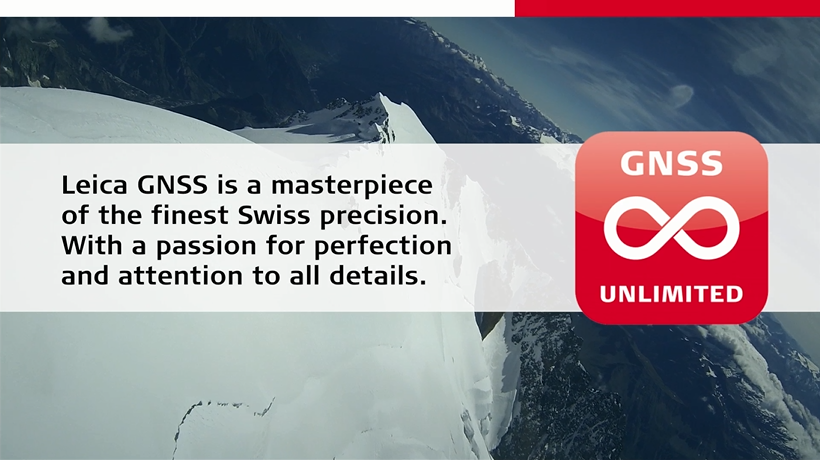 Leica GNSS is a masterpiece
of the finest Swiss precision.
With a passion for perfection
and attention to all details.
GNSS
UNLIMITED